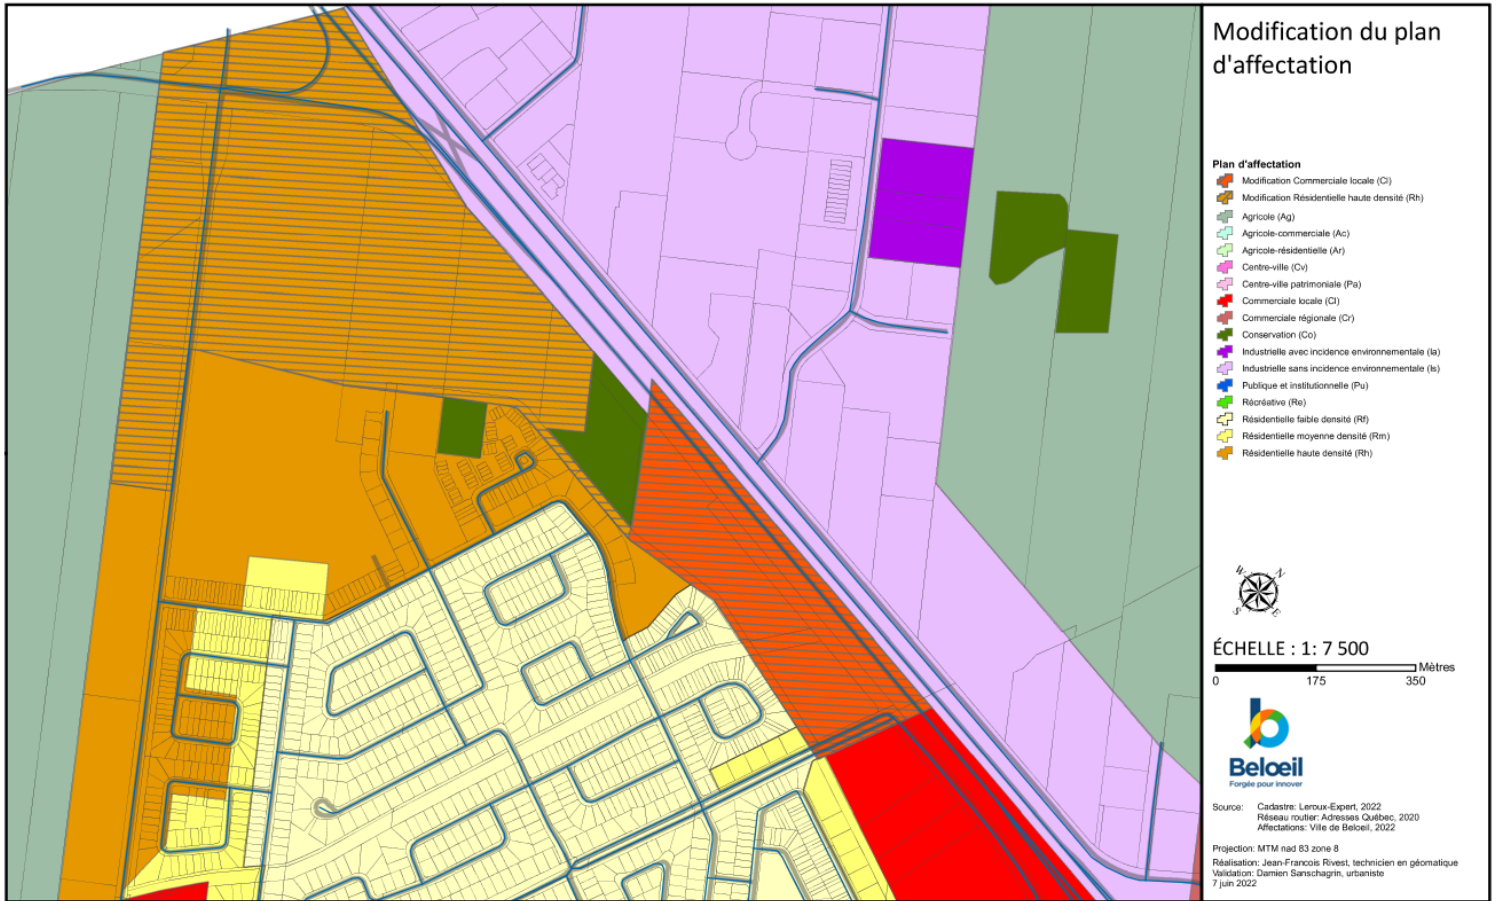 Modification du plan
d'affectation
Plan d'affectation
Modification Commerciale locale (Cl)
Modification Résidentielle haute densité (Rh)
Agricole (Ag)
Agricole-commerciale (Ac)
Agricole-résidentielle (Ar)
Centre-ville (Cv)
Centre-ville patrimoniale (Pa)
Commerciale locale (Cl)
Commerciale régionale (Cr)
Conservation (Co)
Industrielle avec incidence environnementale (Ia)
Industrielle sans incidence environnementale (Is)
Publique et institutionnelle (Pu)
Récréative (Re)
Résidentielle faible densité (Rf)
Résidentielle moyenne densité (Rm)
Résidentielle haute densité (Rh)
W N
S E
ÉCHELLE : 1: 7 500
Mètres
0 175 350
Beloeil
Forgée pour innover
Source: Cadastre: Leroux-Expert, 2022
Réseau routier: Adresses Québec, 2020
Affectations: Ville de Beloeil, 2022
Projection: MTM nad 83 zone 8
Réalisation: Jean-Francois Rivest, technicien en géomatique
Validation: Damien Sanschagrin, urbaniste
7 juin 2022